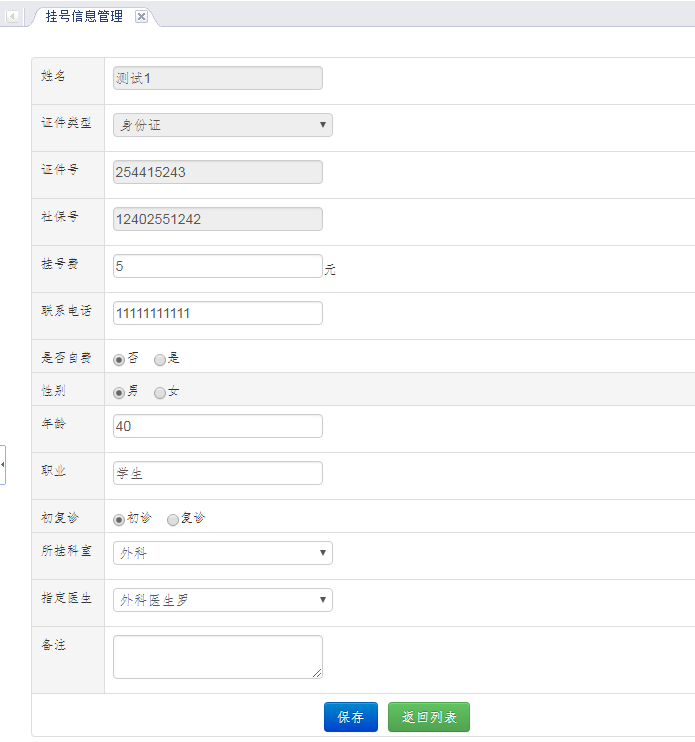 挂号信息管理
姓名 测试1
证件类型 身份证
证件号 254415243
社保号 12402551242
挂号费 5 元
联系电话 11111111111
是否自费 否 是
性别 男 女
年龄 40
职业 学生
初复诊 初诊 复诊
所挂科室 外科
指定医生 外科医生罗
备注
保存 返回列表